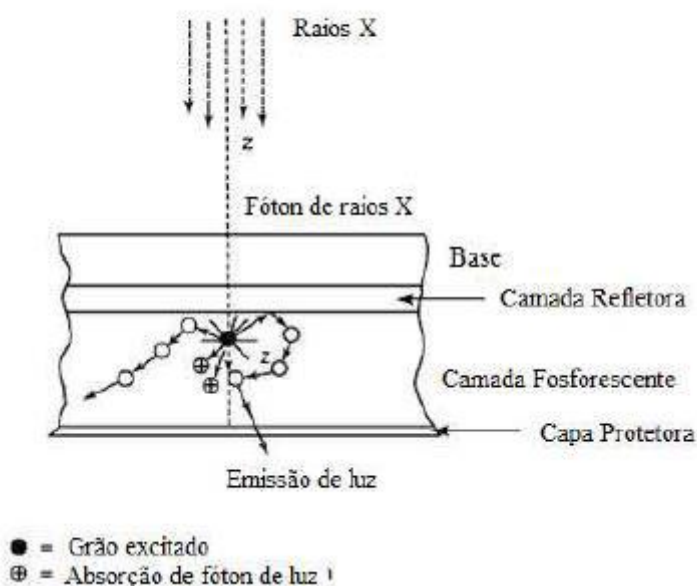 Raios X
z
Fóton de raios X
Base
Camada Refletora
z
Camada Fosforescente
Capa Protetora
Emissão de luz
● = Grão excitado
⊕ = Absorção de fóton de luz